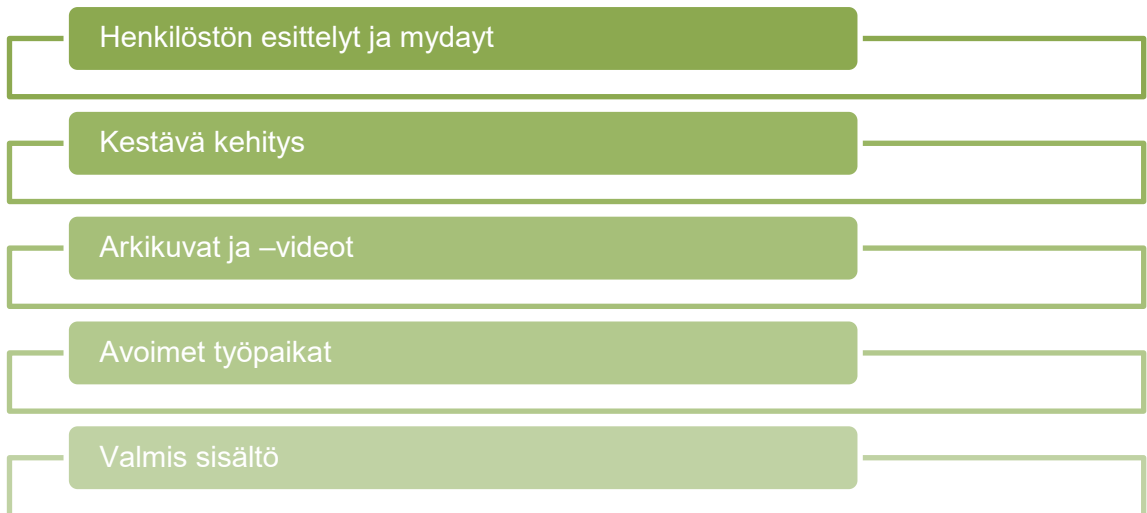 Henkilöstön esittelyt ja mydayt
Kestävä kehitys
Arkikuvat ja –videot
Avoimet työpaikat
Valmis sisältö